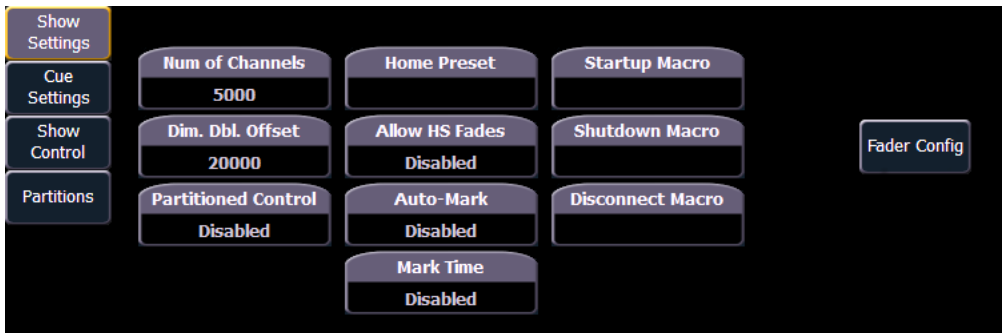 Show
Settings
Cue
Settings
Show
Control
Partitions
Num of Channels
5000
Dim. Dbl. Offset
20000
Partitioned Control
Disabled
Home Preset
Allow HS Fades
Disabled
Auto-Mark
Disabled
Mark Time
Disabled
Startup Macro
Shutdown Macro
Disconnect Macro
Fader Config